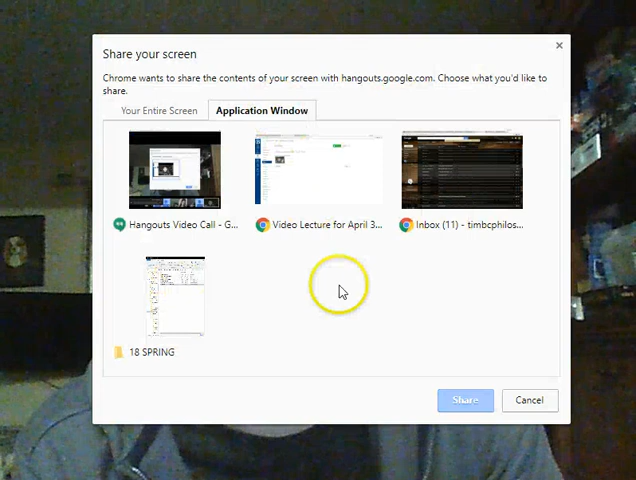 Share your screen
Chrome wants to share the contents of your screen with hangouts.google.com. Choose what you'd like to
share.
Your Entire Screen
Application Window
Hangouts Video Call - G...
Video Lecture for April 3...
Inbox (11) - timbcphilos...
18 SPRING
Share
Cancel